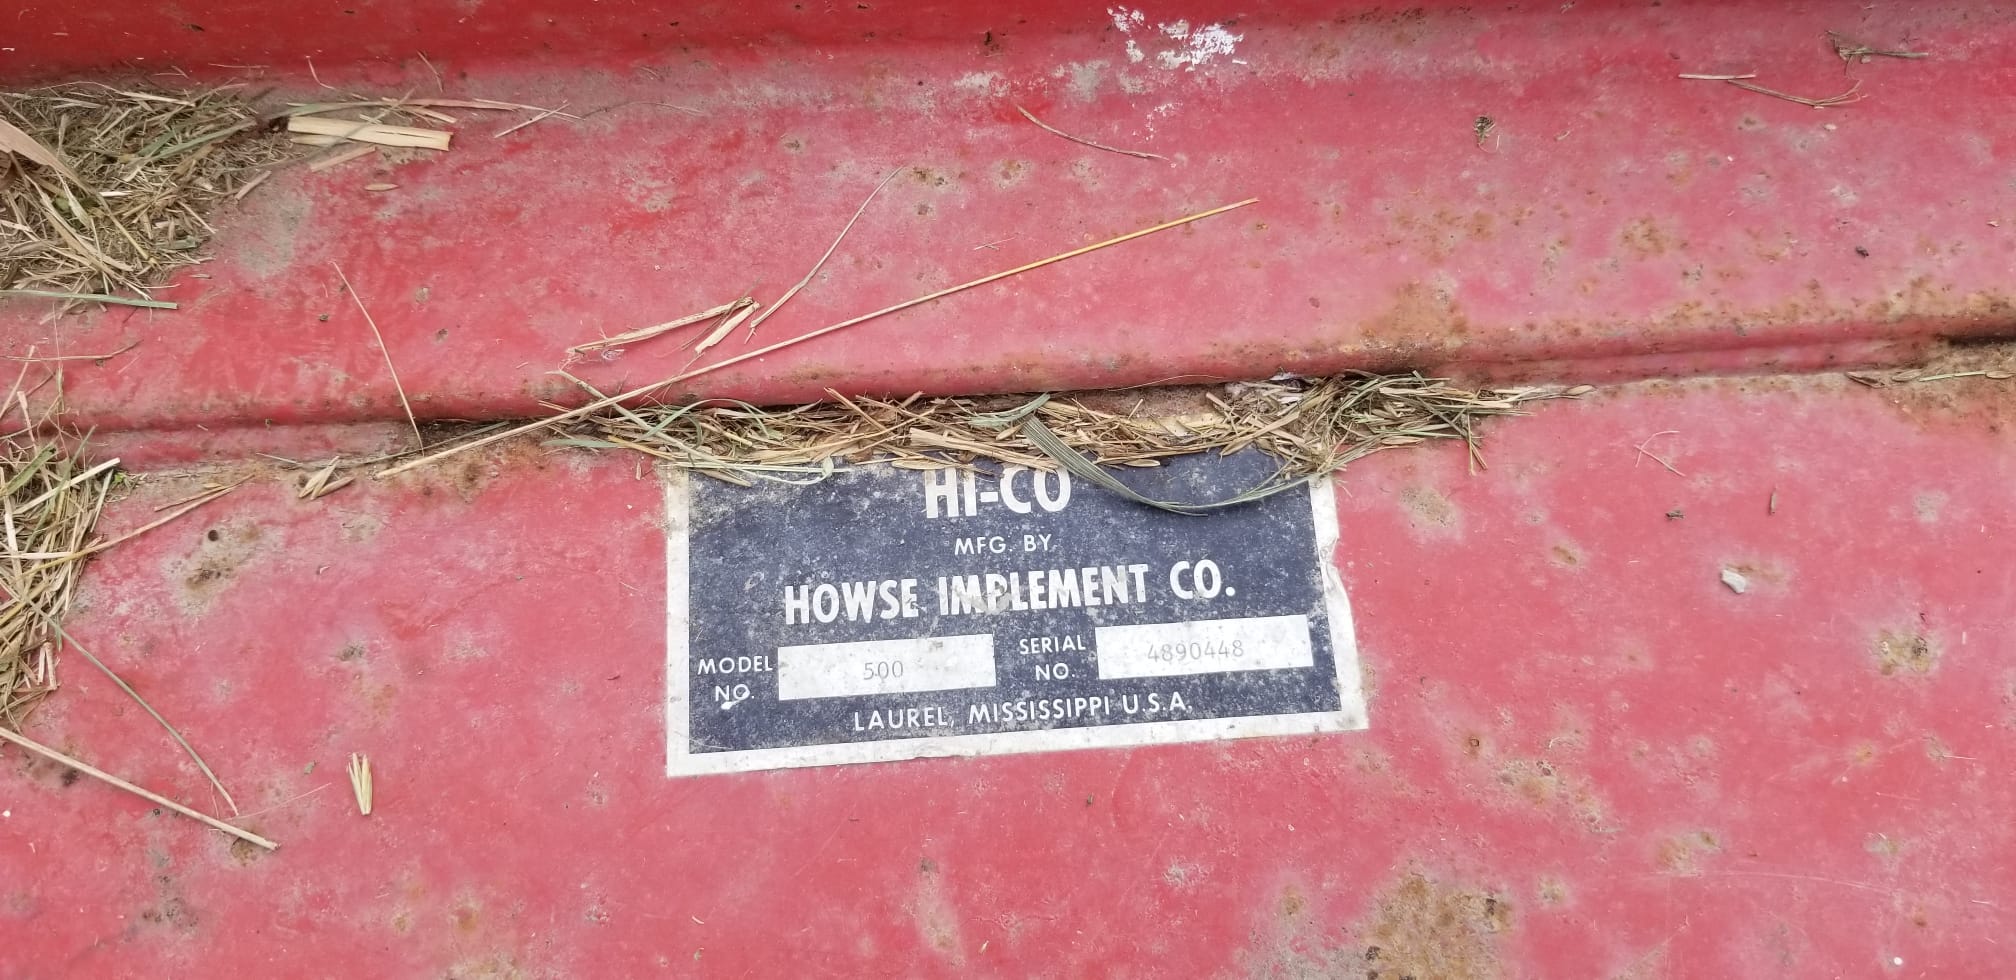 HI-CO
MFG. BY
HOWSE IMPLEMENT CO.
MODEL NO. 500 SERIAL NO. 4890448
LAUREL, MISSISSIPPI U.S.A.